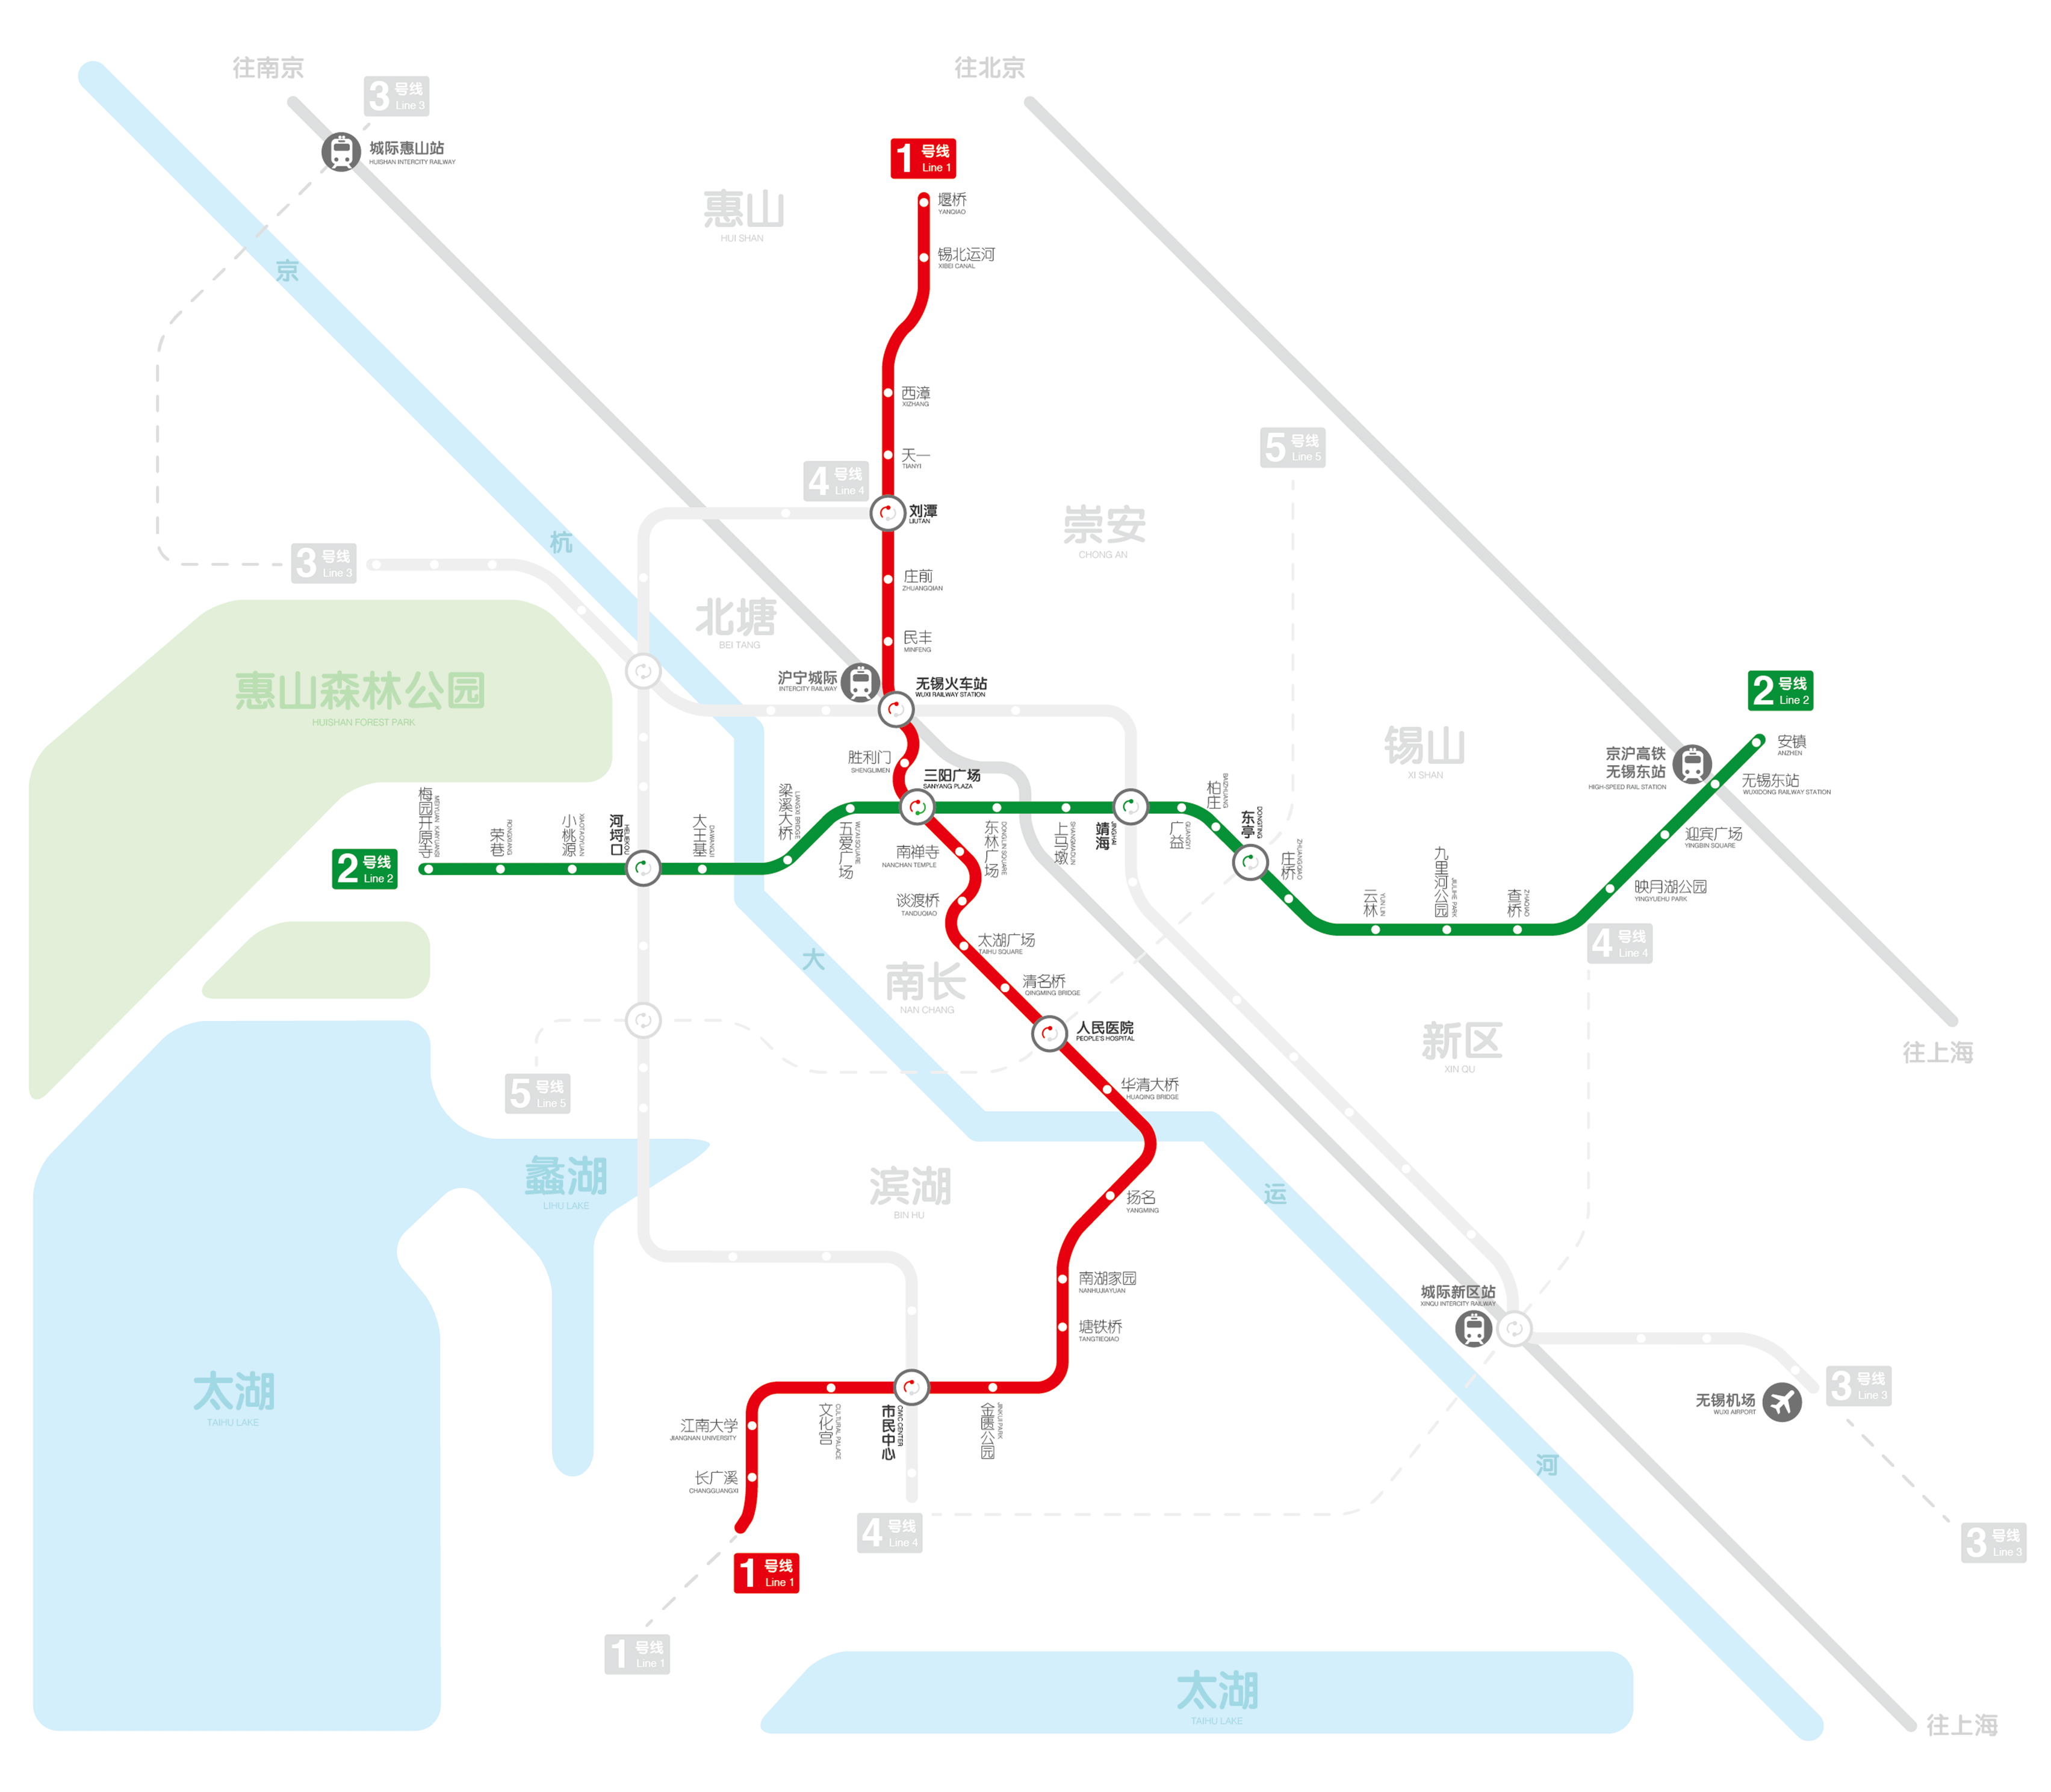 往南京
3号线
Line 3
城际惠山站
HUISHAN INTERCITY RAILWAY
往北京
1号线
Line 1
堰桥
YANQIAO
锡北运河
XIBEI CANAL
惠山
HUI SHAN
京
西漳
XIZHANG
天一
TIANYI
4号线
Line 4
刘潭
LIUTAN
5号线
Line 5
崇安
CHONG AN
杭
3号线
Line 3
庄前
ZHUANGQIAN
北塘
BEI TANG
民丰
MINFENG
惠山森林公园
HUISHAN FOREST PARK
沪宁城际
INTERCITY RAILWAY
无锡火车站
WUXI RAILWAY STATION
胜利门
SHENGLIMEN
三阳广场
SANYANG PLAZA
锡山
XI SHAN
2号线
Line 2
京沪高铁
无锡东站
HIGH-SPEED RAIL STATION
安镇
ANZHEN
无锡东站
WUXIDONG RAILWAY STATION
迎宾广场
YINGBIN SQUARE
映月湖公园
YINGYUEHU PARK
2号线
Line 2
梅园开原寺
MEIYUAN KAIYUANSI
荣巷
RONGXIANG
小桃源
XIAOTAOYUAN
河埒口
HELIEKOU
大王基
DAWANGJI
梁溪大桥
LIANGXI BRIDGE
五爱广场
WU'AI SQUARE
东林广场
DONGLIN SQUARE
上马墩
SHANGMADUN
靖海
JINGHAI
广益
GUANGYI
柏庄
BAIZHUANG
东亭
DONGTING
庄桥
ZHUANGQIAO
云林
YUN LIN
九里河公园
JIULIHE PARK
查桥
ZHAQIAO
4号线
Line 4
南禅寺
NANCHAN TEMPLE
谈渡桥
TANDUQIAO
太湖广场
TAIHU SQUARE
大
南长
NAN CHANG
清名桥
QINGMING BRIDGE
人民医院
PEOPLE'S HOSPITAL
新区
XIN QU
往上海
5号线
Line 5
华清大桥
HUAQING BRIDGE
蠡湖
LIHU LAKE
滨湖
BIN HU
扬名
YANGMING
运
南湖家园
NANHUJIAYUAN
塘铁桥
TANGTIEQIAO
城际新区站
XINQU INTERCITY RAILWAY
太湖
TAIHU LAKE
江南大学
JIANGNAN UNIVERSITY
长广溪
CHANGGUANGXI
文化宫
CULTURAL PALACE
市民中心
CIVIC CENTER
金匮公园
JINKUI PARK
无锡机场
WUXI AIRPORT
3号线
Line 3
河
4号线
Line 4
3号线
Line 3
1号线
Line 1
1号线
Line 1
太湖
TAIHU LAKE
往上海